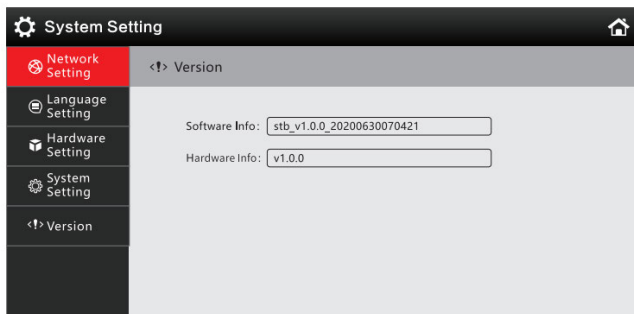 System Setting
Network
Setting
<!> Version
Language
Setting
Software Info: stb_v1.0.0_20200630070421
Hardware
Setting
Hardware Info: v1.0.0
System
Setting
<!> Version